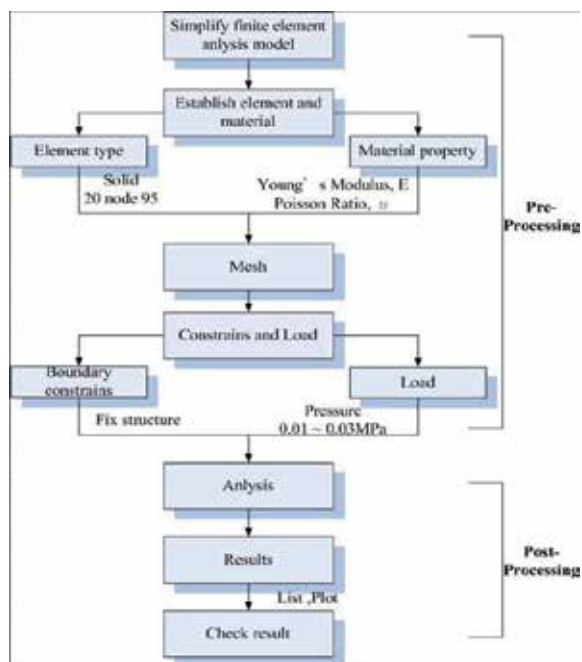 Simplify finite element
anlysis model
Establish element and
material
Element type
Material property
Solid
20 node 95
Young's Modulus, E
Poisson Ratio,
Pre-
Processing
Mesh
Constrains and Load
Boundary
constrains
Load
Fix structure
Pressure
0.01 ~ 0.03MPa
Anlysis
Results
Post-
Processing
List ,Plot
Check result